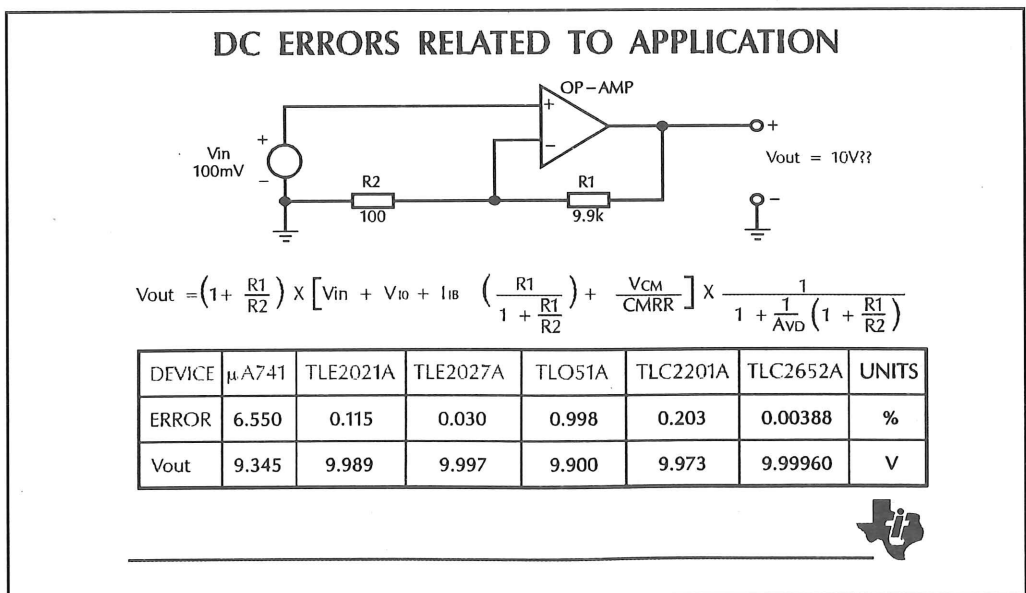 DC ERRORS RELATED TO APPLICATION
OP-AMP
+
−
+
Vin
100mV
−
R2
100
R1
9.9k
+
Vout = 10V??
−
Vout = (1 + R1/R2) X [Vin + VIO + IIB (R1/(1 + R1/R2)) + VCM/CMRR] X 1/(1 + 1/AVD (1 + R1/R2))
DEVICE μA741 TLE2021A TLE2027A TLO51A TLC2201A TLC2652A UNITS
ERROR 6.550 0.115 0.030 0.998 0.203 0.00388 %
Vout 9.345 9.989 9.997 9.900 9.973 9.99960 V
ti